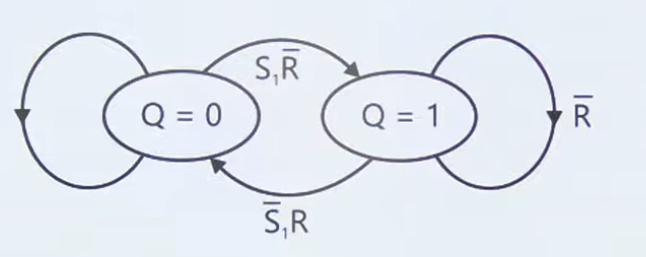 S₁R̅
Q = 0
Q = 1
R̅
S̅₁R